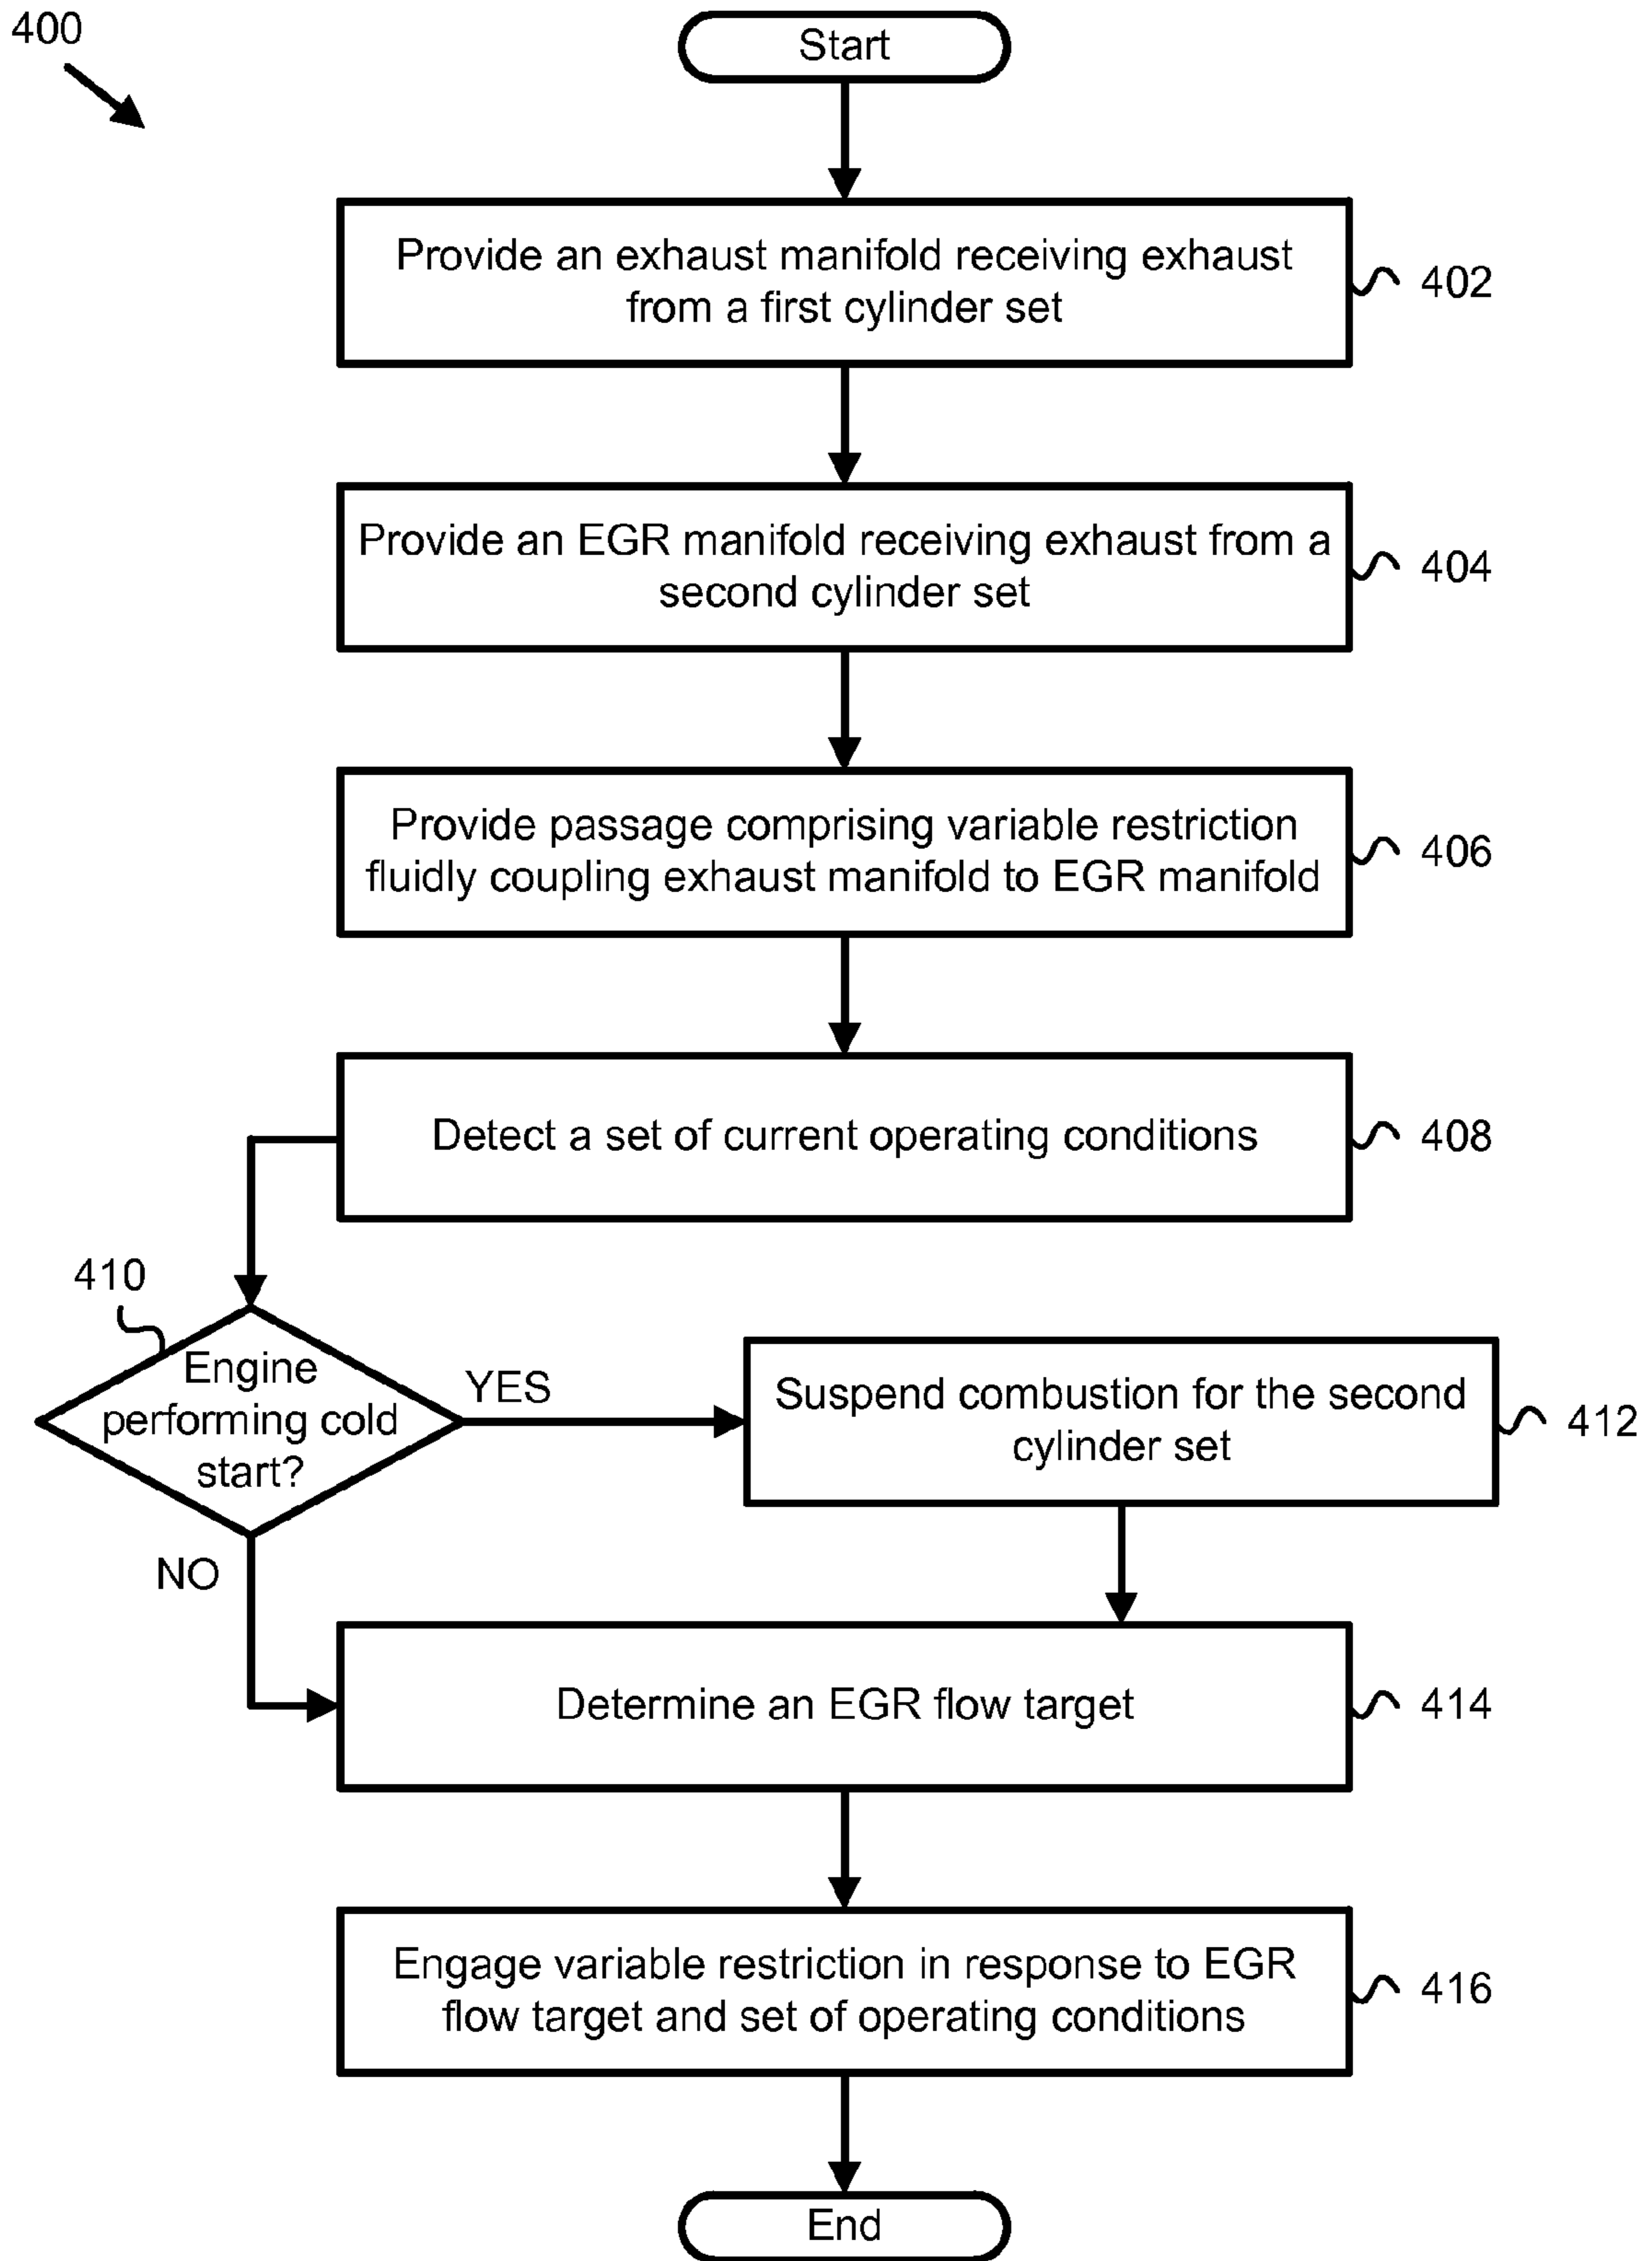 400
Start
Provide an exhaust manifold receiving exhaust
from a first cylinder set
402
Provide an EGR manifold receiving exhaust from a
second cylinder set
404
Provide passage comprising variable restriction
fluidly coupling exhaust manifold to EGR manifold
406
Detect a set of current operating conditions
408
410
Engine
performing cold
start?
YES
NO
Suspend combustion for the second
cylinder set
412
Determine an EGR flow target
414
Engage variable restriction in response to EGR
flow target and set of operating conditions
416
End